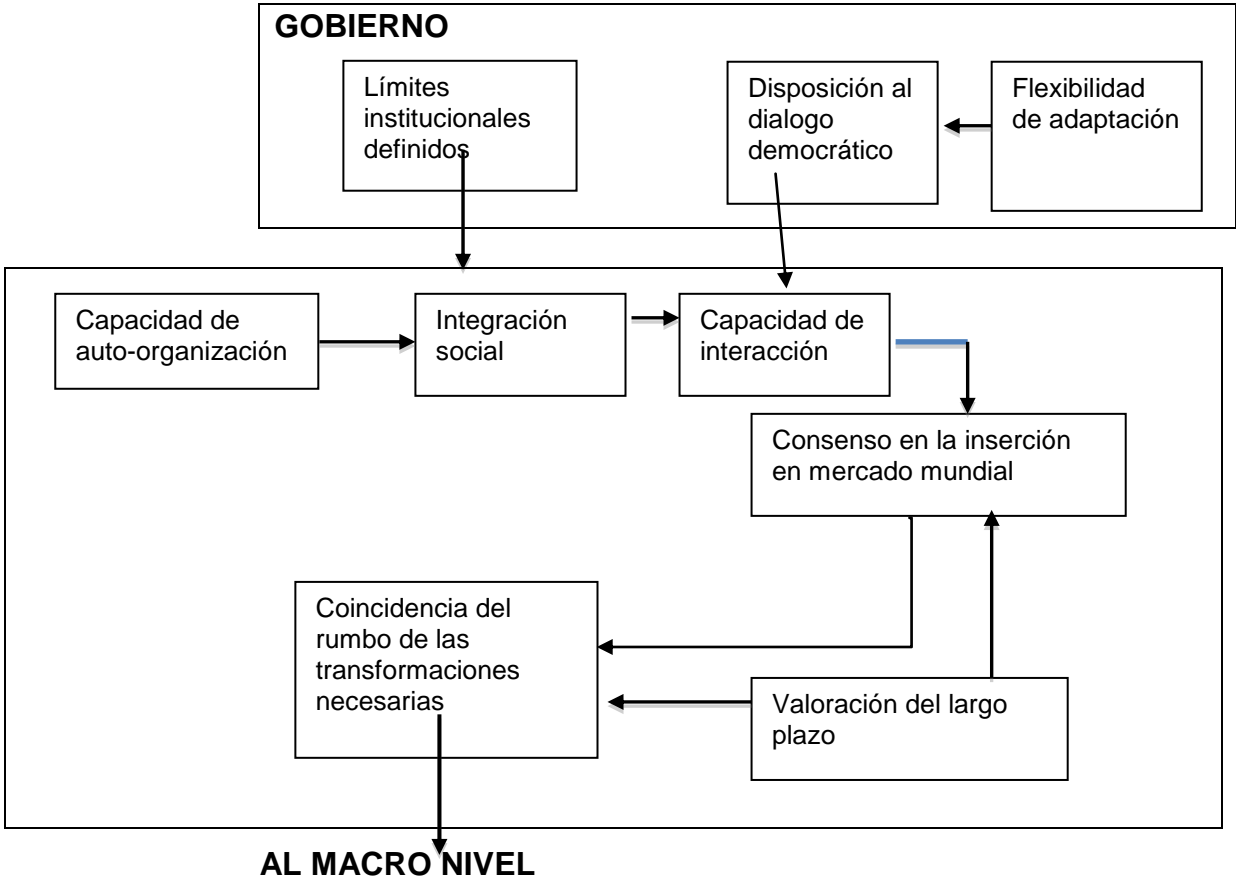 GOBIERNO
Límites
institucionales
definidos
Disposición al
dialogo
democrático
Flexibilidad
de adaptación
Capacidad de
auto-organización
Integración
social
Capacidad de
interacción
Consenso en la inserción
en mercado mundial
Coincidencia del
rumbo de las
transformaciones
necesarias
Valoración del largo
plazo
AL MACRO NIVEL